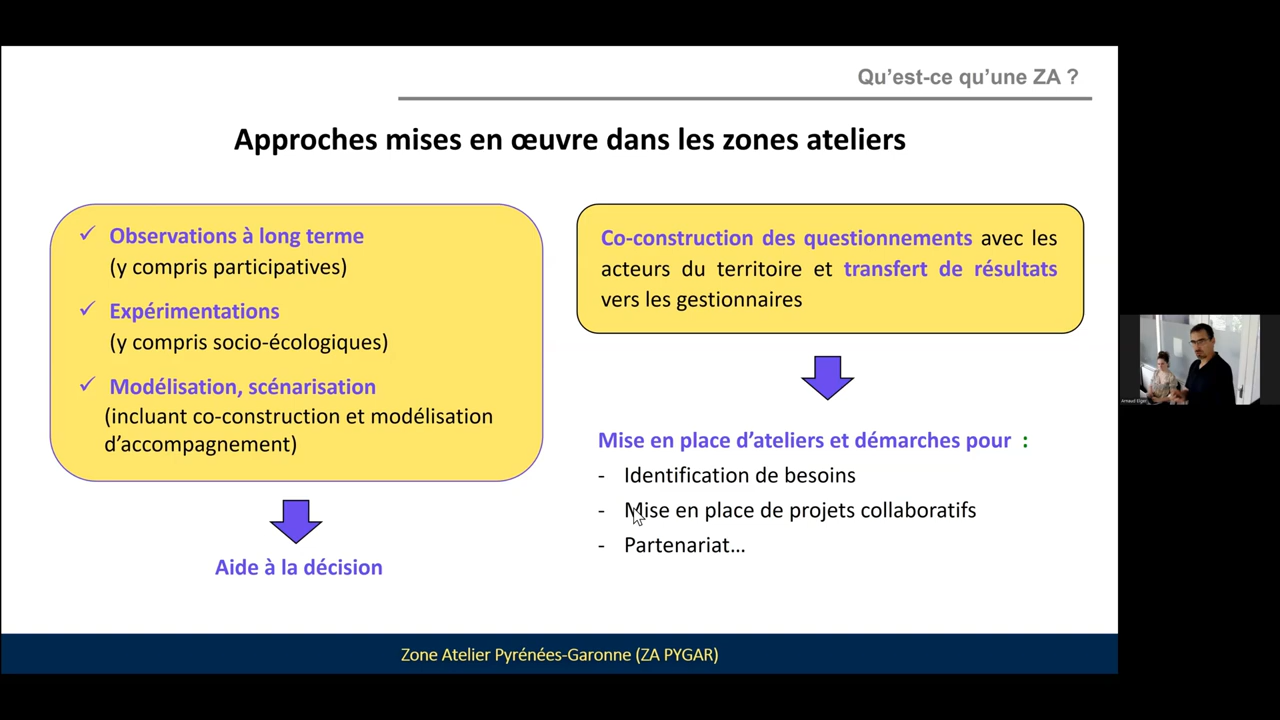 Qu'est-ce qu'une ZA ?
Approches mises en œuvre dans les zones ateliers
✓ Observations à long terme
(y compris participatives)
✓ Expérimentations
(y compris socio-écologiques)
✓ Modélisation, scénarisation
(incluant co-construction et modélisation
d'accompagnement)
Aide à la décision
Co-construction des questionnements avec les
acteurs du territoire et transfert de résultats
vers les gestionnaires
Mise en place d'ateliers et démarches pour :
- Identification de besoins
- Mise en place de projets collaboratifs
- Partenariat...
Zone Atelier Pyrénées-Garonne (ZA PYGAR)
Arnaud Elger